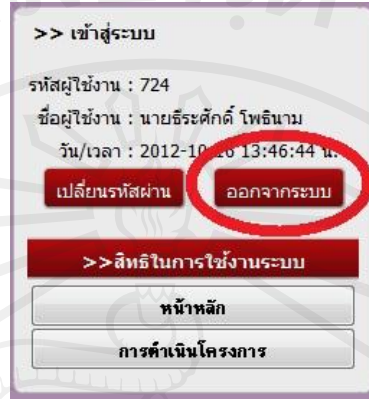 >> เข้าสู่ระบบ
รหัสผู้ใช้งาน : 724
ชื่อผู้ใช้งาน : นายธีระศักดิ์ โพธินาม
วัน/เวลา : 2012-10-16 13:46:44 น.
เปลี่ยนรหัสผ่าน ออกจากระบบ
>>สิทธิในการใช้งานระบบ
หน้าหลัก
การดำเนินโครงการ